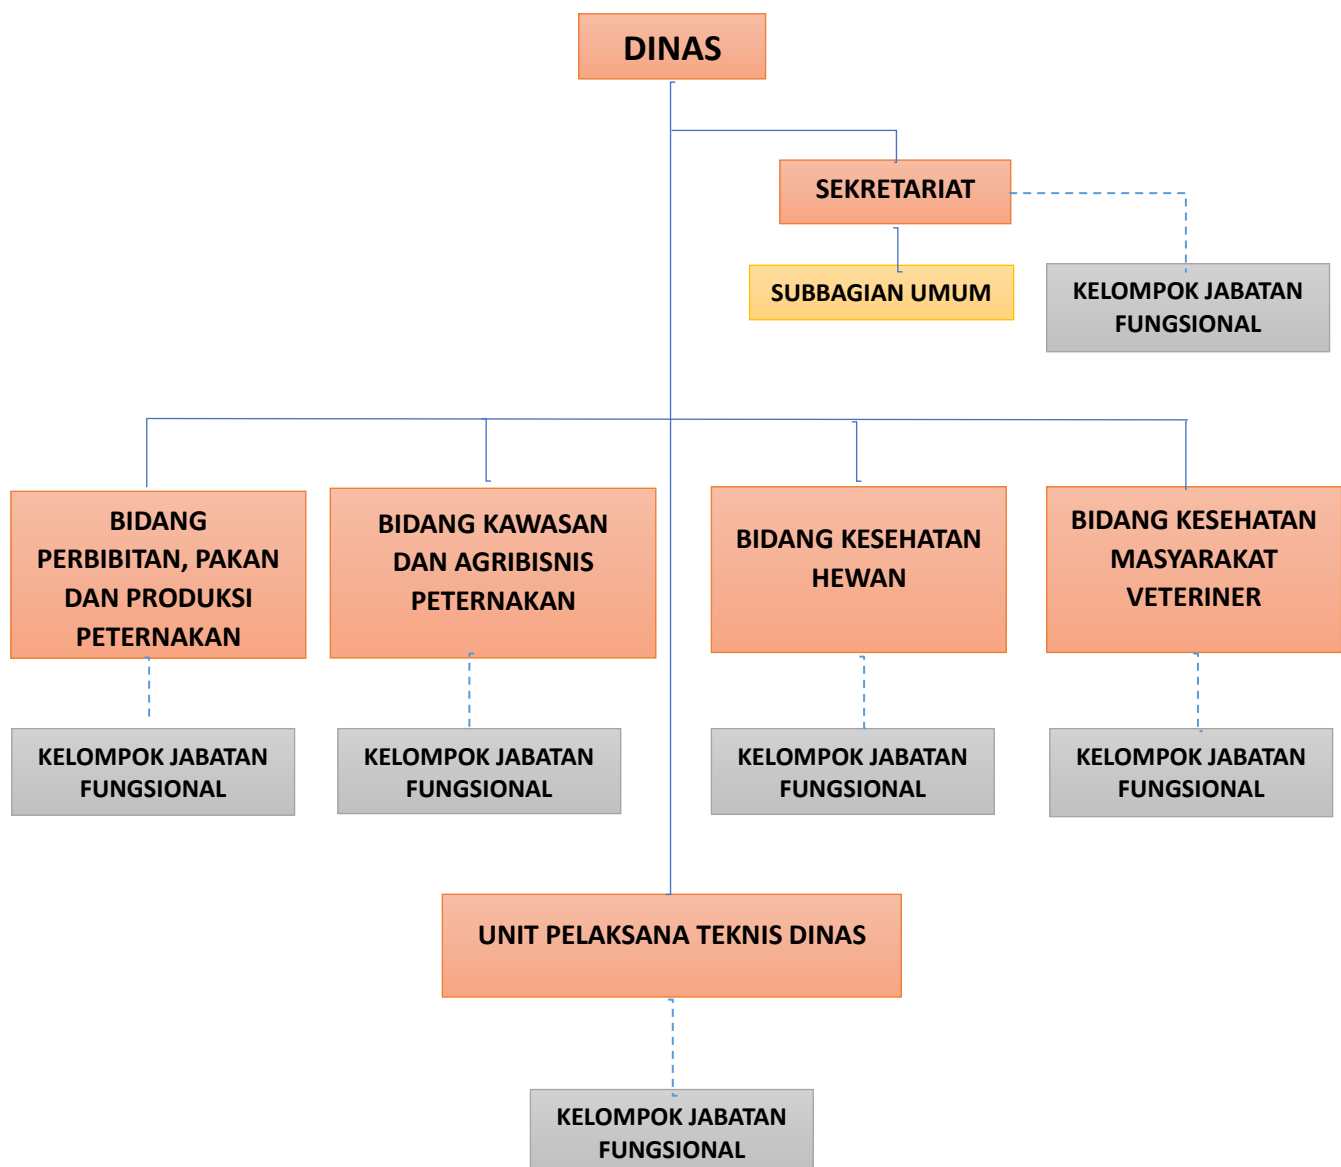 DINAS
SEKRETARIAT
SUBBAGIAN UMUM
KELOMPOK JABATAN
FUNGSIONAL
BIDANG
PERBIBITAN, PAKAN
DAN PRODUKSI
PETERNAKAN
BIDANG KAWASAN
DAN AGRIBISNIS
PETERNAKAN
BIDANG KESEHATAN
HEWAN
BIDANG KESEHATAN
MASYARAKAT
VETERINER
KELOMPOK JABATAN
FUNGSIONAL
KELOMPOK JABATAN
FUNGSIONAL
KELOMPOK JABATAN
FUNGSIONAL
KELOMPOK JABATAN
FUNGSIONAL
UNIT PELAKSANA TEKNIS DINAS
KELOMPOK JABATAN
FUNGSIONAL